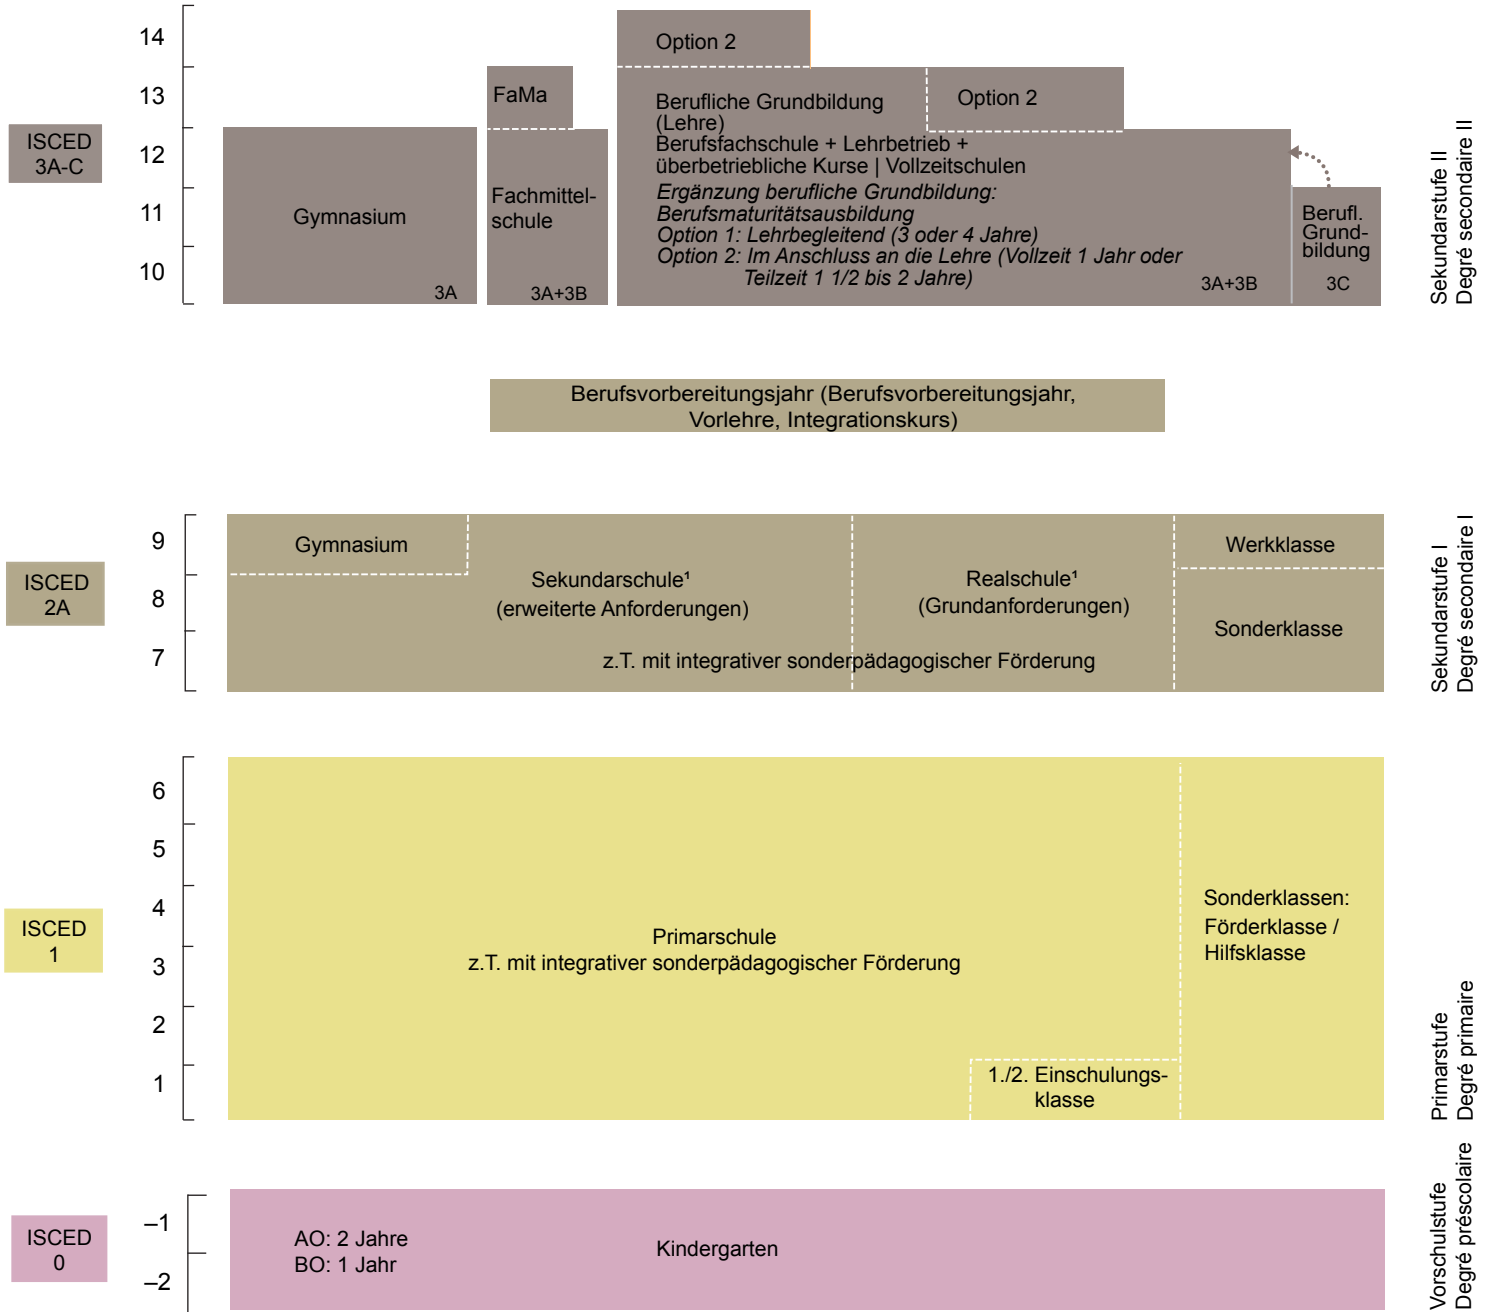 14
Option 2
13
FaMa
Berufliche Grundbildung
(Lehre)
Option 2
ISCED
3A-C
12
Berufsfachschule + Lehrbetrieb +
überbetriebliche Kurse | Vollzeitschulen
11
Gymnasium
Fachmittel-
schule
Ergänzung berufliche Grundbildung:
Berufsmaturitätsausbildung
Option 1: Lehrbegleitend (3 oder 4 Jahre)
Option 2: Im Anschluss an die Lehre (Vollzeit 1 Jahr oder
Teilzeit 1 1/2 bis 2 Jahre)
Berufl.
Grund-
bildung
10
3A
3A+3B
3A+3B
3C
Sekundarstufe II
Degré secondaire II
Berufsvorbereitungsjahr (Berufsvorbereitungsjahr,
Vorlehre, Integrationskurs)
9
Gymnasium
Werkklasse
ISCED
2A
8
Sekundarschule¹
(erweiterte Anforderungen)
Realschule¹
(Grundanforderungen)
Sonderklasse
7
z.T. mit integrativer sonderpädagogischer Förderung
Sekundarstufe I
Degré secondaire I
6
5
4
Sonderklassen:
Förderklasse /
Hilfsklasse
ISCED
1
Primarschule
z.T. mit integrativer sonderpädagogischer Förderung
3
2
1
1./2. Einschulungs-
klasse
Primarstufe
Degré primaire
–1
ISCED
0
AO: 2 Jahre
BO: 1 Jahr
Kindergarten
–2
Vorschulstufe
Degré préscolaire